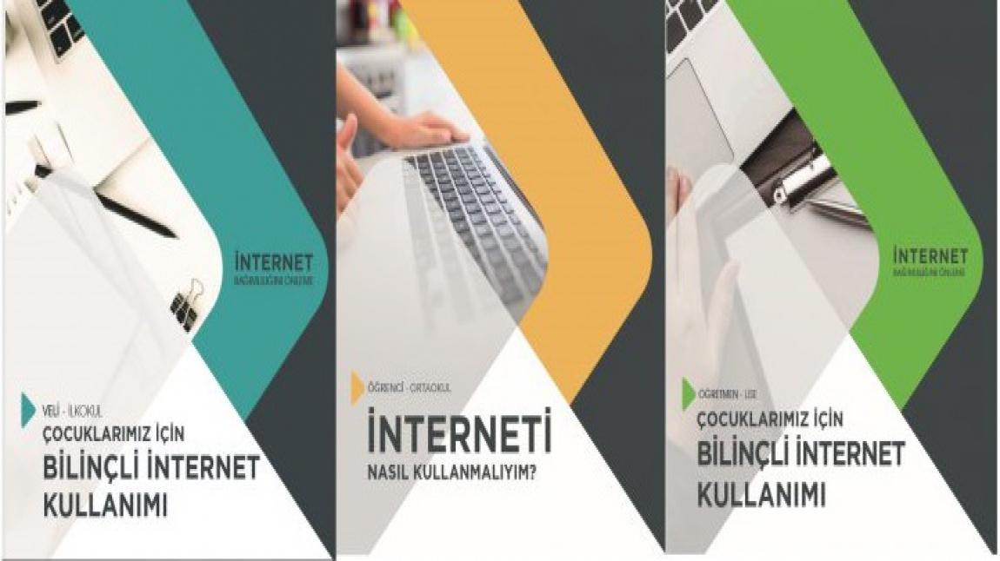 İNTERNET
BAĞIMLILIĞINI ÖNLEME
VELİ - İLKOKUL
ÇOCUKLARIMIZ İÇİN
BİLİNÇLİ İNTERNET
KULLANIMI
ÖĞRENCİ - ORTAOKUL
İNTERNETİ
NASIL KULLANMALIYIM?
İNTERNET
BAĞIMLILIĞINI ÖNLEME
ÖĞRETMEN - LİSE
ÇOCUKLARIMIZ İÇİN
BİLİNÇLİ İNTERNET
KULLANIMI